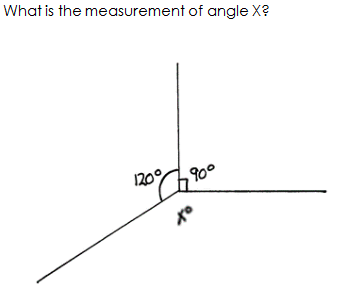 What is the measurement of angle X?
120° 90°
x°